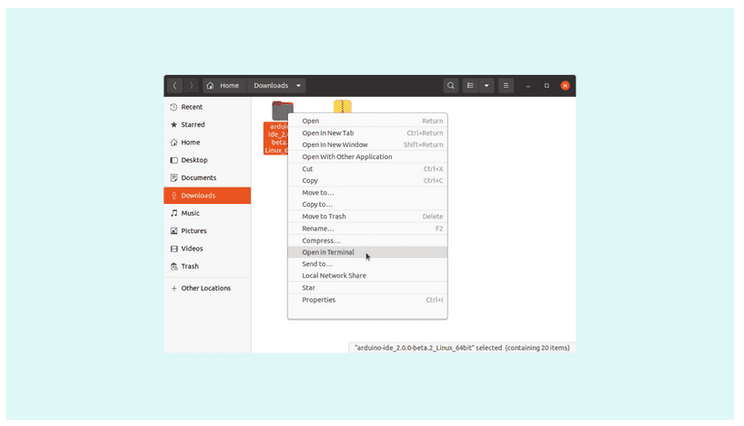 Home Downloads
Recent
Starred
Home
Desktop
Documents
Downloads
Music
Pictures
Videos
Trash
Other Locations
ardui
ide_2.
beta.
Linux_6
Open Return
Open In New Tab Ctrl+Return
Open In New Window Shift+Return
Open With Other Application
Cut Ctrl+X
Copy Ctrl+C
Move to...
Copy to...
Move to Trash Delete
Rename... F2
Compress...
Open in Terminal
Send to...
Local Network Share
Star
Properties Ctrl+I
"arduino-ide_2.0.0-beta.2_Linux_64bit" selected (containing 20 items)